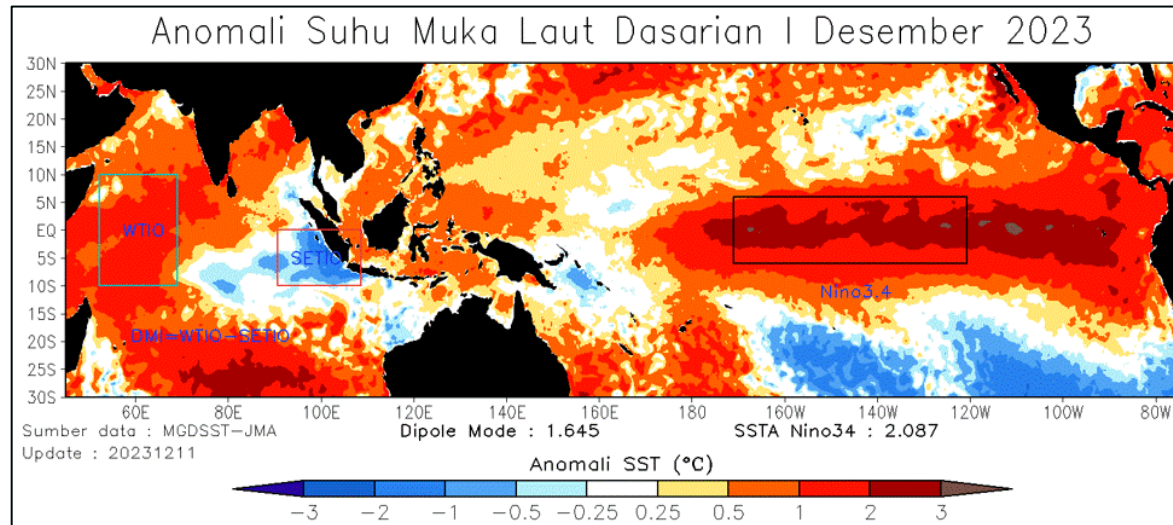 Anomali Suhu Muka Laut Dasarian I Desember 2023
30N
25N
20N
15N
10N
5N
EQ
5S
10S
15S
20S
25S
30S
WTIO
SETIO
Nino3.4
DMI=WTIO-SETIO
60E 80E 100E 120E 140E 160E 180 160W 140W 120W 100W 80W
Sumber data : MGDSST-JMA Dipole Mode : 1.645 SSTA Nino34 : 2.087
Update : 20231211
Anomali SST (°C)
-3 -2 -1 -0.5 -0.25 0.25 0.5 1 2 3